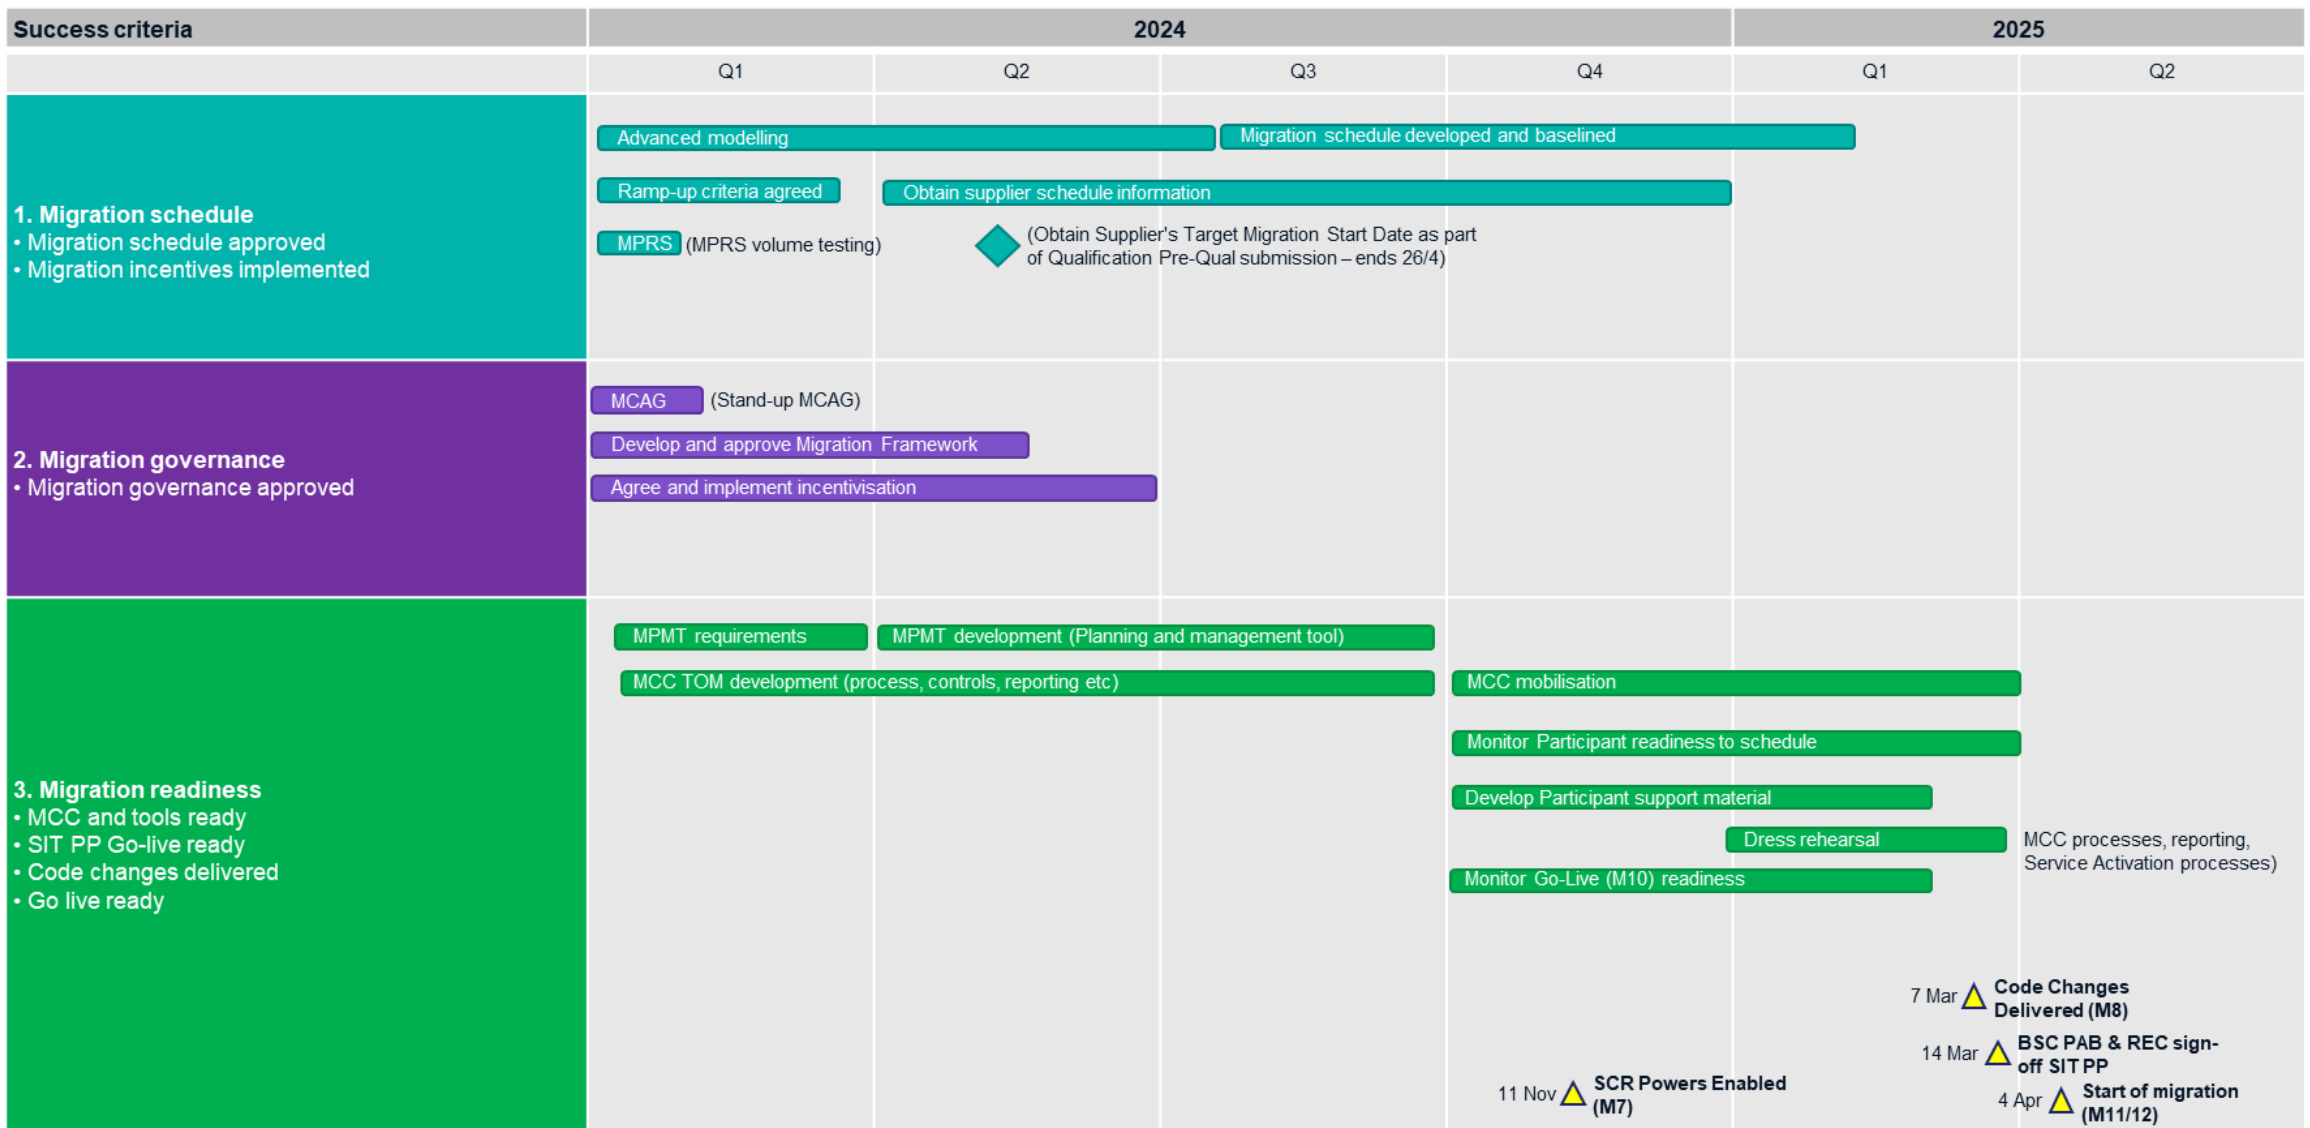 Success criteria
2024
2025
Q1
Q2
Q3
Q4
Q1
Q2
1. Migration schedule
• Migration schedule approved
• Migration incentives implemented
Advanced modelling
Migration schedule developed and baselined
Ramp-up criteria agreed
Obtain supplier schedule information
MPRS
(MPRS volume testing)
(Obtain Supplier's Target Migration Start Date as part
of Qualification Pre-Qual submission – ends 26/4)
2. Migration governance
• Migration governance approved
MCAG
(Stand-up MCAG)
Develop and approve Migration Framework
Agree and implement incentivisation
3. Migration readiness
• MCC and tools ready
• SIT PP Go-live ready
• Code changes delivered
• Go live ready
MPMT requirements
MPMT development (Planning and management tool)
MCC TOM development (process, controls, reporting etc)
MCC mobilisation
Monitor Participant readiness to schedule
Develop Participant support material
Dress rehearsal
MCC processes, reporting,
Service Activation processes)
Monitor Go-Live (M10) readiness
7 Mar
Code Changes
Delivered (M8)
14 Mar
BSC PAB & REC sign-
off SIT PP
11 Nov
SCR Powers Enabled
(M7)
4 Apr
Start of migration
(M11/12)